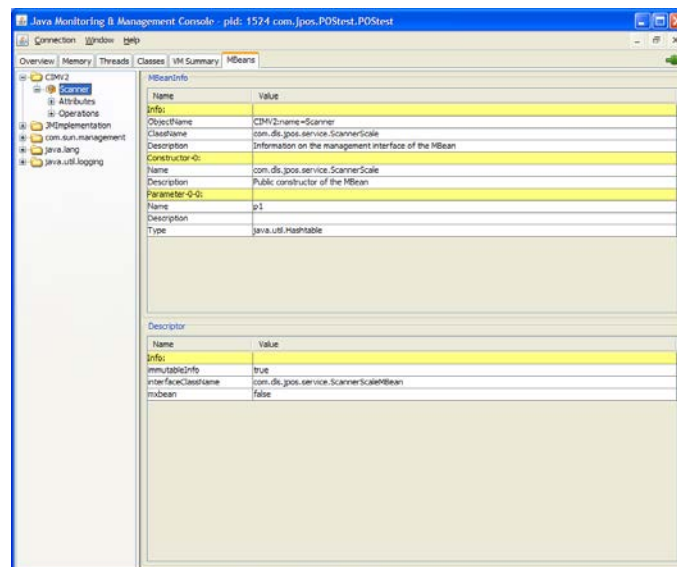 Java Monitoring & Management Console - pid: 1524 com.jpos.POStest.POStest
Connection Window Help
Overview Memory Threads Classes VM Summary MBeans
CIMV2
Scanner
Attributes
Operations
JMImplementation
com.sun.management
java.lang
java.util.logging
MBeanInfo
Name Value
Info:
ObjectName CIMV2:name=Scanner
ClassName com.dls.jpos.service.ScannerScale
Description Information on the management interface of the MBean
Constructor-0:
Name com.dls.jpos.service.ScannerScale
Description Public constructor of the MBean
Parameter-0-0:
Name p1
Description
Type java.util.Hashtable
Descriptor
Name Value
Info:
immutableInfo true
interfaceClassName com.dls.jpos.service.ScannerScaleMBean
mxbean false